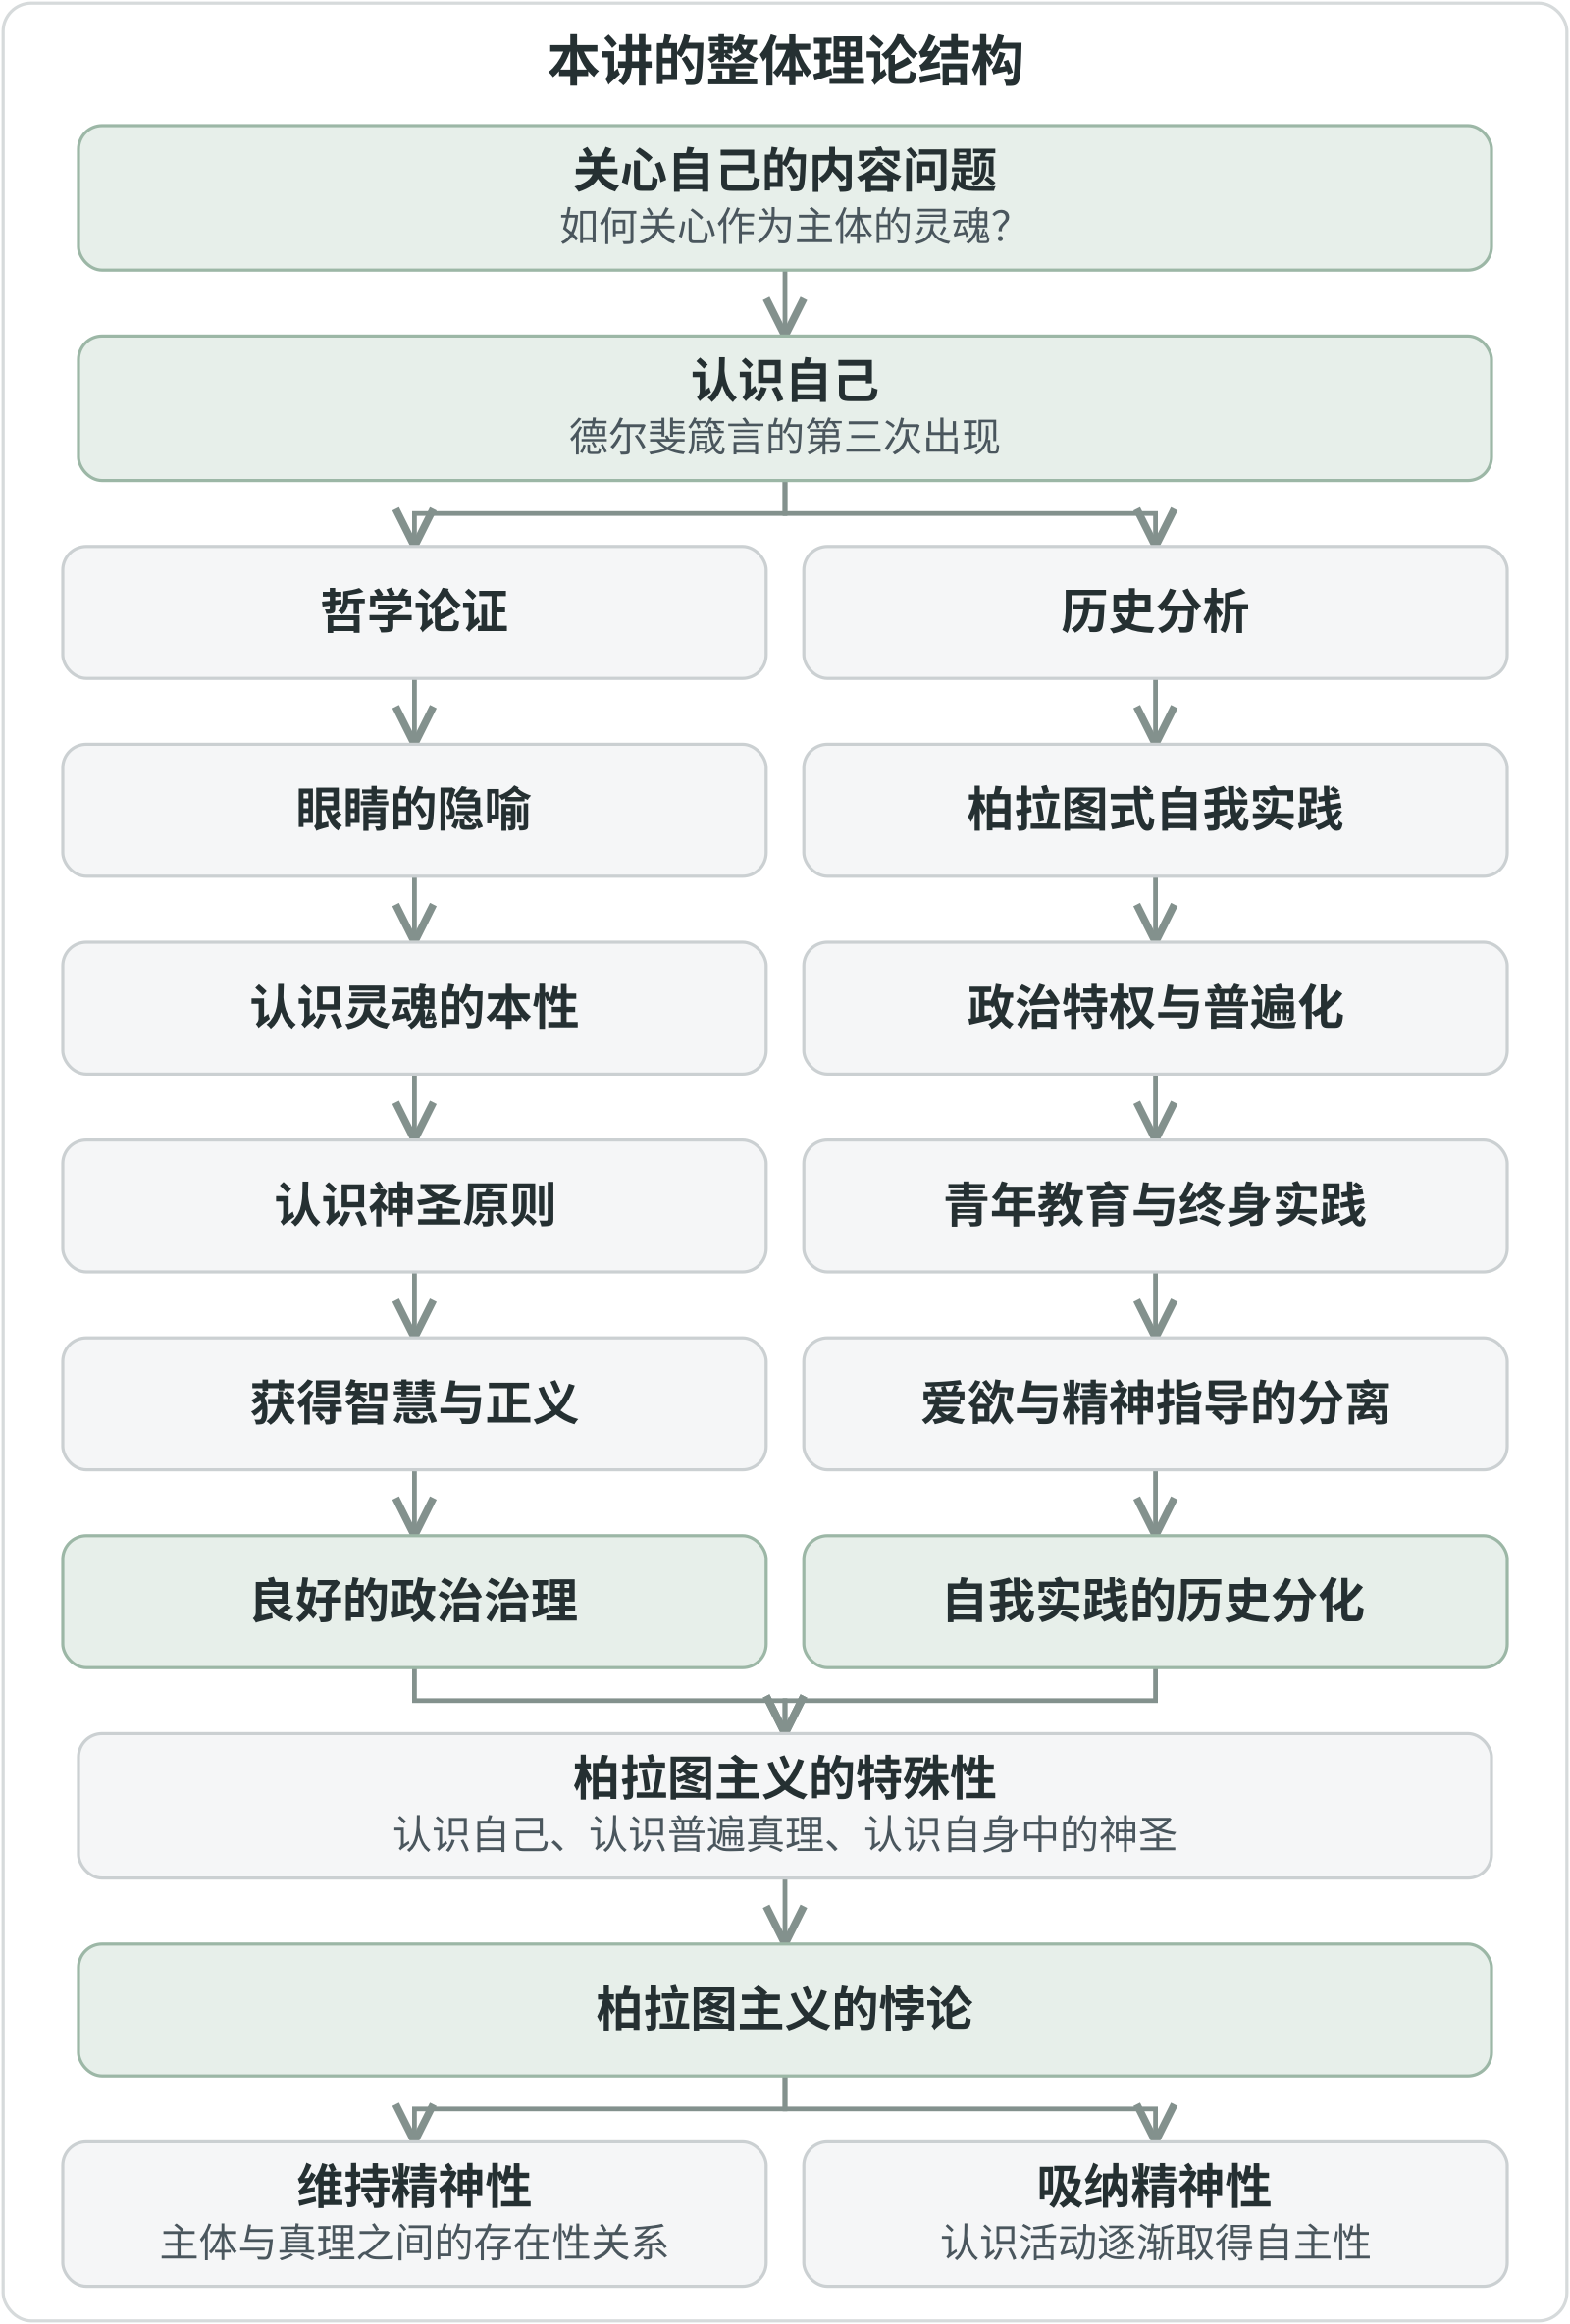 本讲的整体理论结构
关心自己的内容问题
如何关心作为主体的灵魂？
认识自己
德尔斐箴言的第三次出现
哲学论证
历史分析
眼睛的隐喻
柏拉图式自我实践
认识灵魂的本性
政治特权与普遍化
认识神圣原则
青年教育与终身实践
获得智慧与正义
爱欲与精神指导的分离
良好的政治治理
自我实践的历史分化
柏拉图主义的特殊性
认识自己、认识普遍真理、认识自身中的神圣
柏拉图主义的悖论
维持精神性
主体与真理之间的存在性关系
吸纳精神性
认识活动逐渐取得自主性